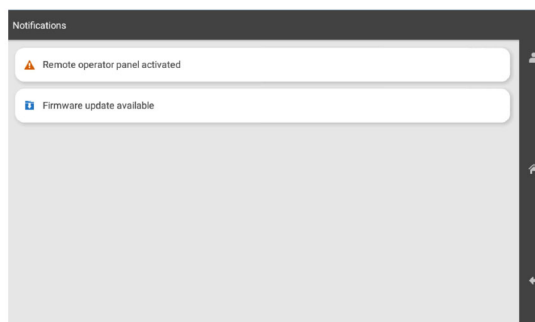 Notifications
Remote operator panel activated
Firmware update available